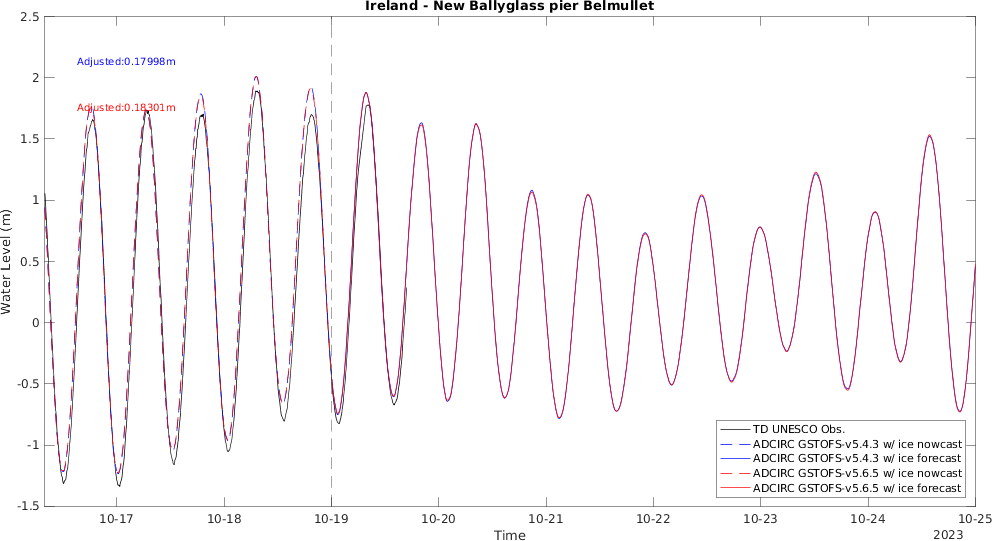 Ireland - New Ballyglass pier Belmullet
2.5
2
1.5
1
0.5
0
-0.5
-1
-1.5
Water Level (m)
Adjusted:0.17998m
Adjusted:0.18301m
TD UNESCO Obs.
ADCIRC GSTOFS-v5.4.3 w/ ice nowcast
ADCIRC GSTOFS-v5.4.3 w/ ice forecast
ADCIRC GSTOFS-v5.6.5 w/ ice nowcast
ADCIRC GSTOFS-v5.6.5 w/ ice forecast
10-17 10-18 10-19 10-20 10-21 10-22 10-23 10-24 10-25
Time
2023